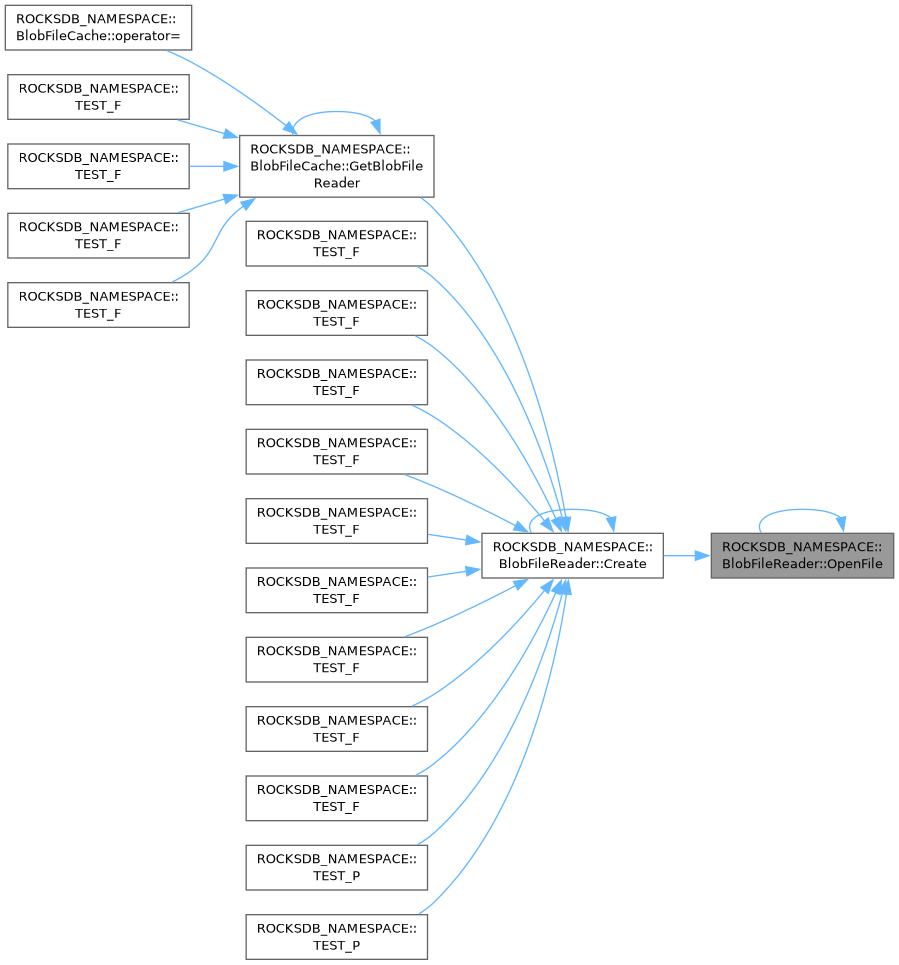 ROCKSDB_NAMESPACE::
BlobFileCache::operator=
ROCKSDB_NAMESPACE::
TEST_F
ROCKSDB_NAMESPACE::
TEST_F
ROCKSDB_NAMESPACE::
TEST_F
ROCKSDB_NAMESPACE::
TEST_F
ROCKSDB_NAMESPACE::
BlobFileCache::GetBlobFile
Reader
ROCKSDB_NAMESPACE::
TEST_F
ROCKSDB_NAMESPACE::
TEST_F
ROCKSDB_NAMESPACE::
TEST_F
ROCKSDB_NAMESPACE::
TEST_F
ROCKSDB_NAMESPACE::
TEST_F
ROCKSDB_NAMESPACE::
TEST_F
ROCKSDB_NAMESPACE::
TEST_F
ROCKSDB_NAMESPACE::
TEST_F
ROCKSDB_NAMESPACE::
TEST_F
ROCKSDB_NAMESPACE::
TEST_P
ROCKSDB_NAMESPACE::
TEST_P
ROCKSDB_NAMESPACE::
BlobFileReader::Create
ROCKSDB_NAMESPACE::
BlobFileReader::OpenFile